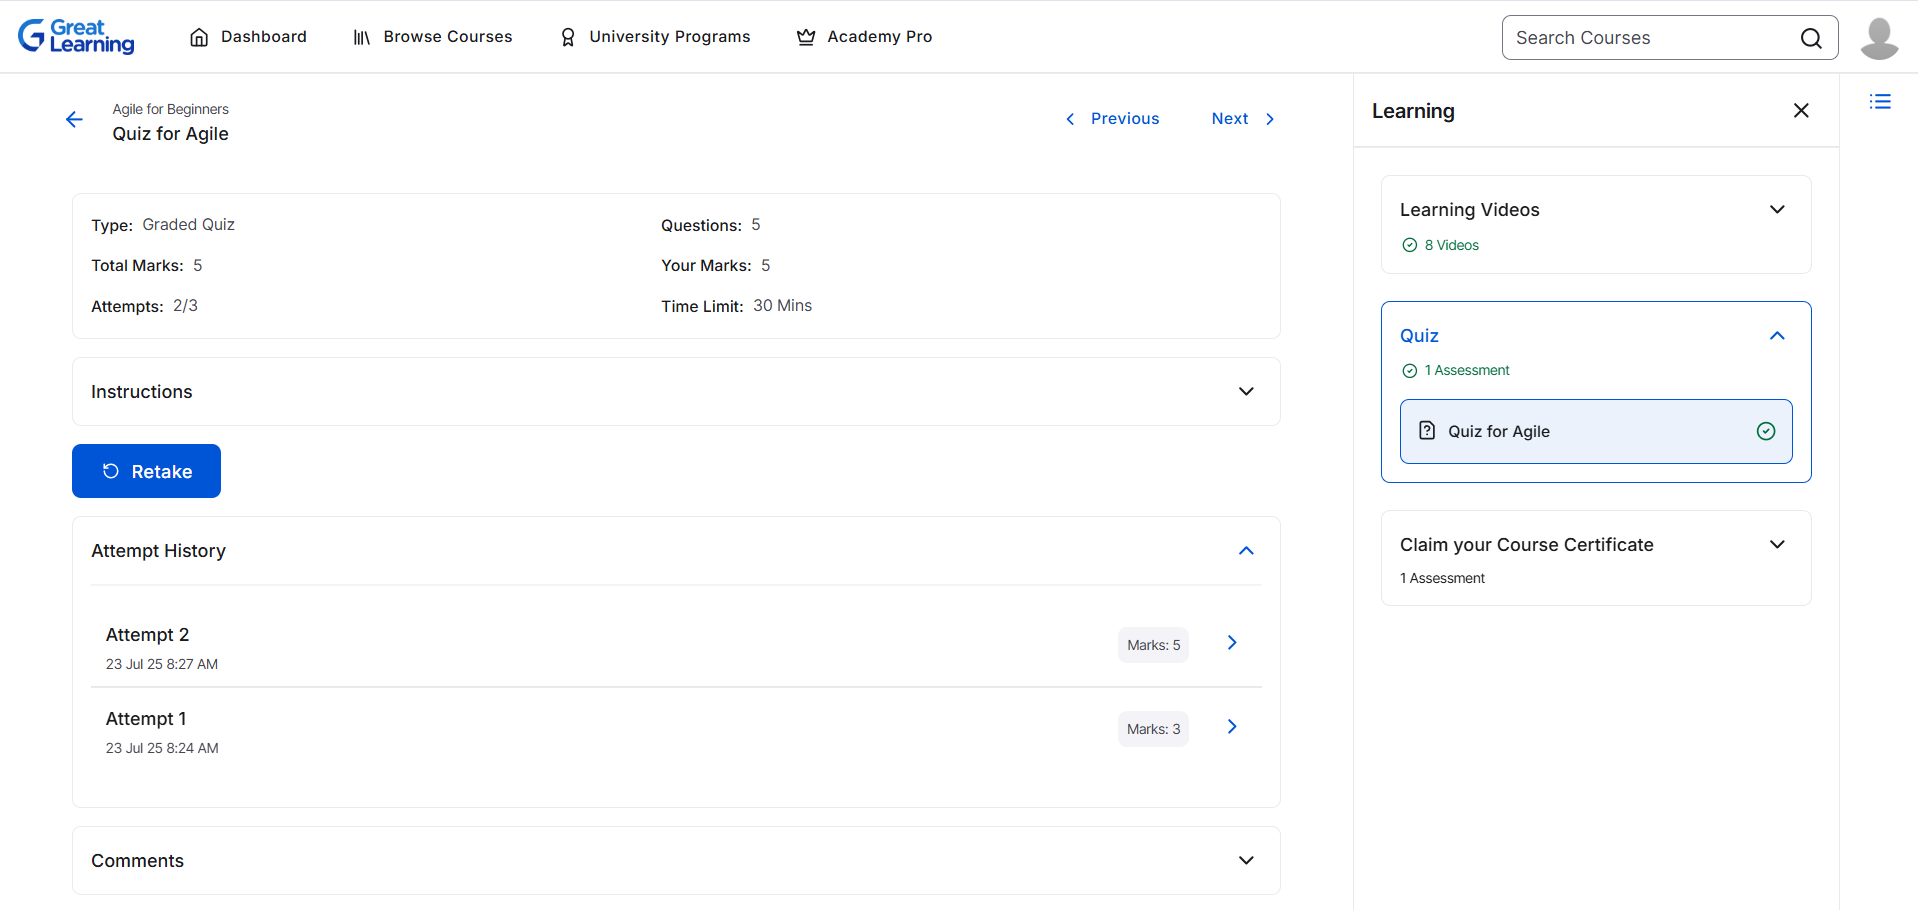 Great Learning
Dashboard
Browse Courses
University Programs
Academy Pro
Search Courses
Agile for Beginners
Quiz for Agile
Previous
Next
Type: Graded Quiz
Questions: 5
Total Marks: 5
Your Marks: 5
Attempts: 2/3
Time Limit: 30 Mins
Instructions
Retake
Attempt History
Attempt 2
23 Jul 25 8:27 AM
Marks: 5
Attempt 1
23 Jul 25 8:24 AM
Marks: 3
Comments
Learning
Learning Videos
8 Videos
Quiz
1 Assessment
Quiz for Agile
Claim your Course Certificate
1 Assessment